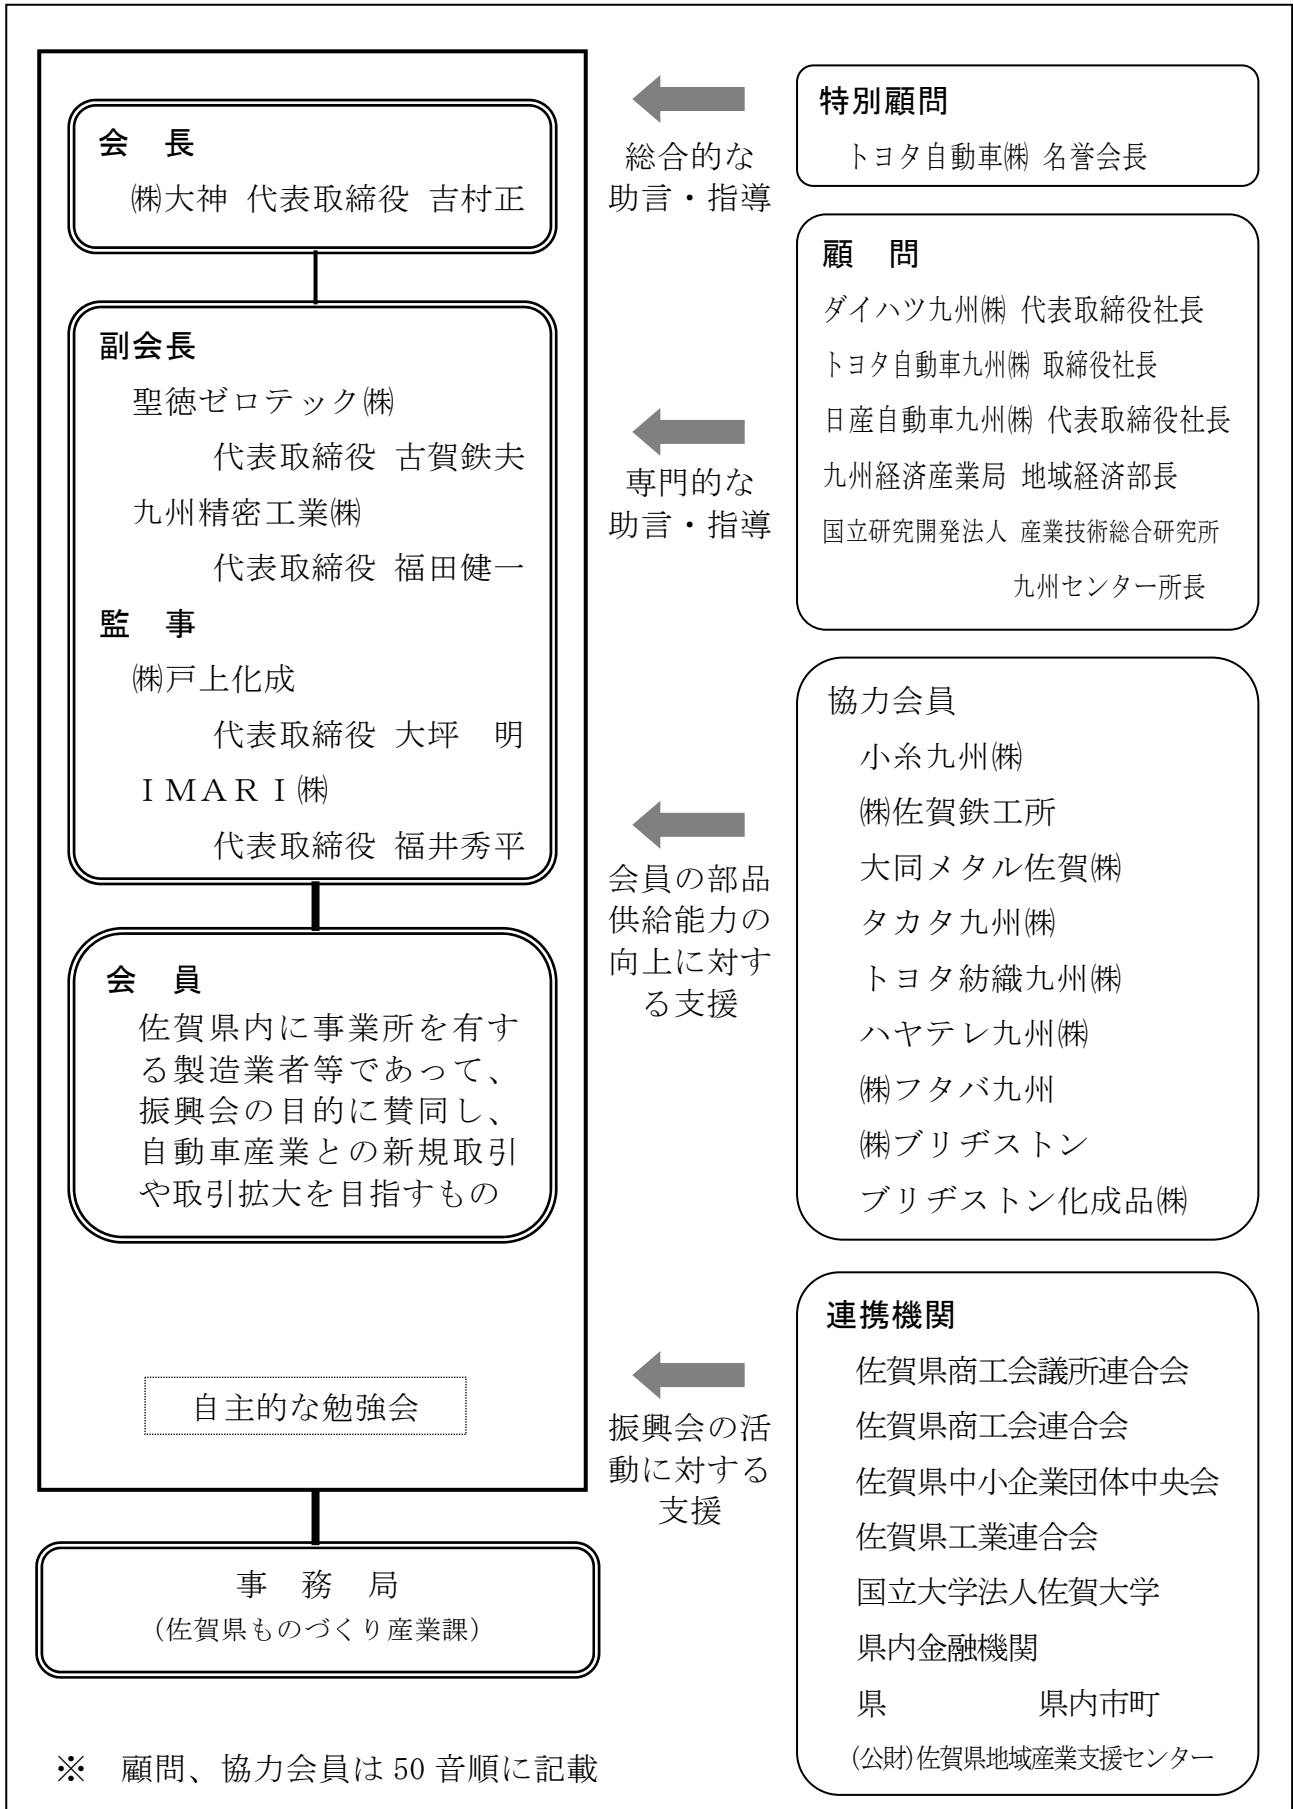 会　長
㈱大神 代表取締役 吉村正
副会長
聖徳ゼロテック㈱
代表取締役 古賀鉄夫
九州精密工業㈱
代表取締役 福田健一
監　事
㈱戸上化成
代表取締役 大坪　明
ＩＭＡＲＩ㈱
代表取締役 福井秀平
会　員
佐賀県内に事業所を有す
る製造業者等であって、
振興会の目的に賛同し、
自動車産業との新規取引
や取引拡大を目指すもの
自主的な勉強会
事　務　局
（佐賀県ものづくり産業課）
※　顧問、協力会員は 50 音順に記載
総合的な
助言・指導
専門的な
助言・指導
会員の部品
供給能力の
向上に対す
る支援
振興会の活
動に対する
支援
特別顧問
トヨタ自動車㈱ 名誉会長
顧　問
ダイハツ九州㈱ 代表取締役社長
トヨタ自動車九州㈱ 取締役社長
日産自動車九州㈱ 代表取締役社長
九州経済産業局 地域経済部長
国立研究開発法人 産業技術総合研究所
九州センター所長
協力会員
小糸九州㈱
㈱佐賀鉄工所
大同メタル佐賀㈱
タカタ九州㈱
トヨタ紡織九州㈱
ハヤテレ九州㈱
㈱フタバ九州
㈱ブリヂストン
ブリヂストン化成品㈱
連携機関
佐賀県商工会議所連合会
佐賀県商工会連合会
佐賀県中小企業団体中央会
佐賀県工業連合会
国立大学法人佐賀大学
県内金融機関
県　　　　　県内市町
（公財）佐賀県地域産業支援センター